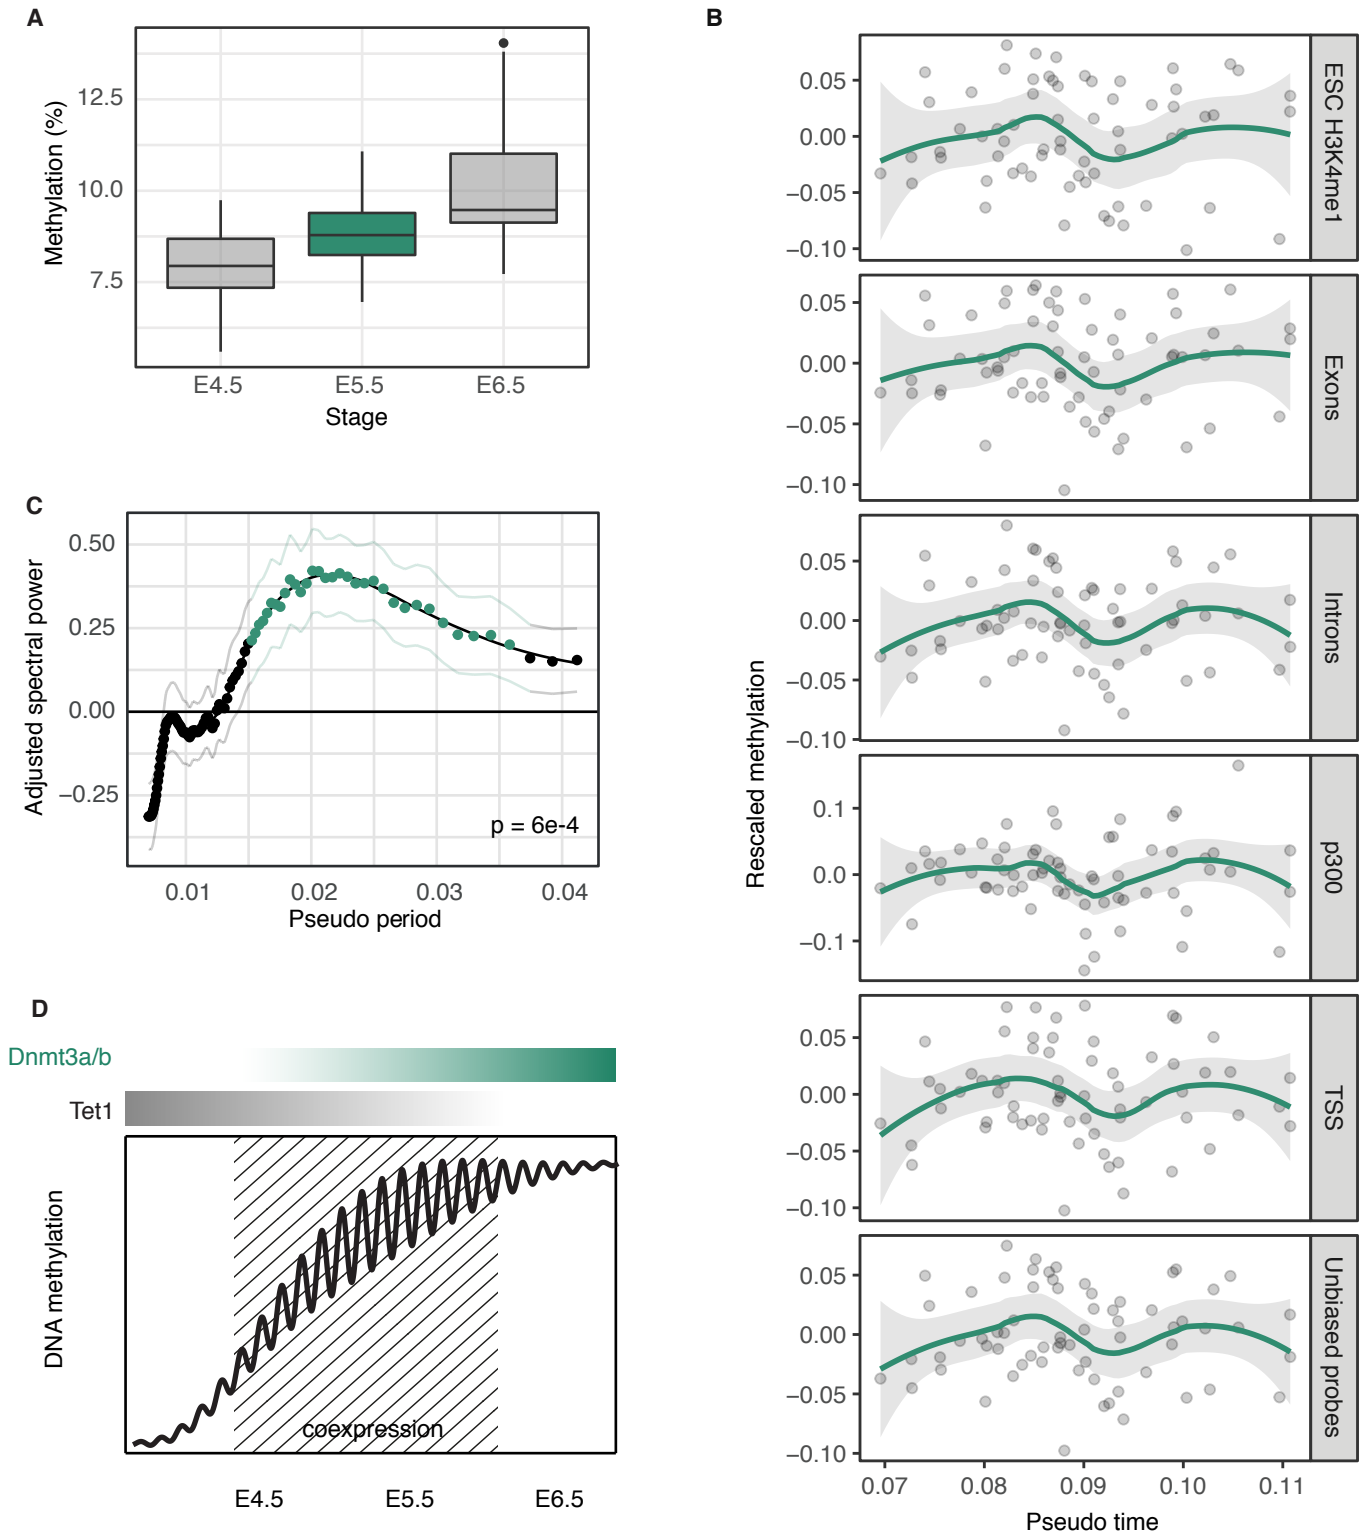 A
Methylation (%)
12.5
10.0
7.5
E4.5 E5.5 E6.5
Stage
B
Rescaled methylation
0.05
0.00
−0.05
−0.10
ESC H3K4me1
0.05
0.00
−0.05
−0.10
Exons
0.05
0.00
−0.05
−0.10
Introns
0.1
0.0
−0.1
p300
0.05
0.00
−0.05
−0.10
TSS
0.05
0.00
−0.05
−0.10
Unbiased probes
0.07 0.08 0.09 0.10 0.11
Pseudo time
C
Adjusted spectral power
0.50
0.25
0.00
−0.25
p = 6e-4
0.01 0.02 0.03 0.04
Pseudo period
D
Dnmt3a/b
Tet1
DNA methylation
coexpression
E4.5 E5.5 E6.5